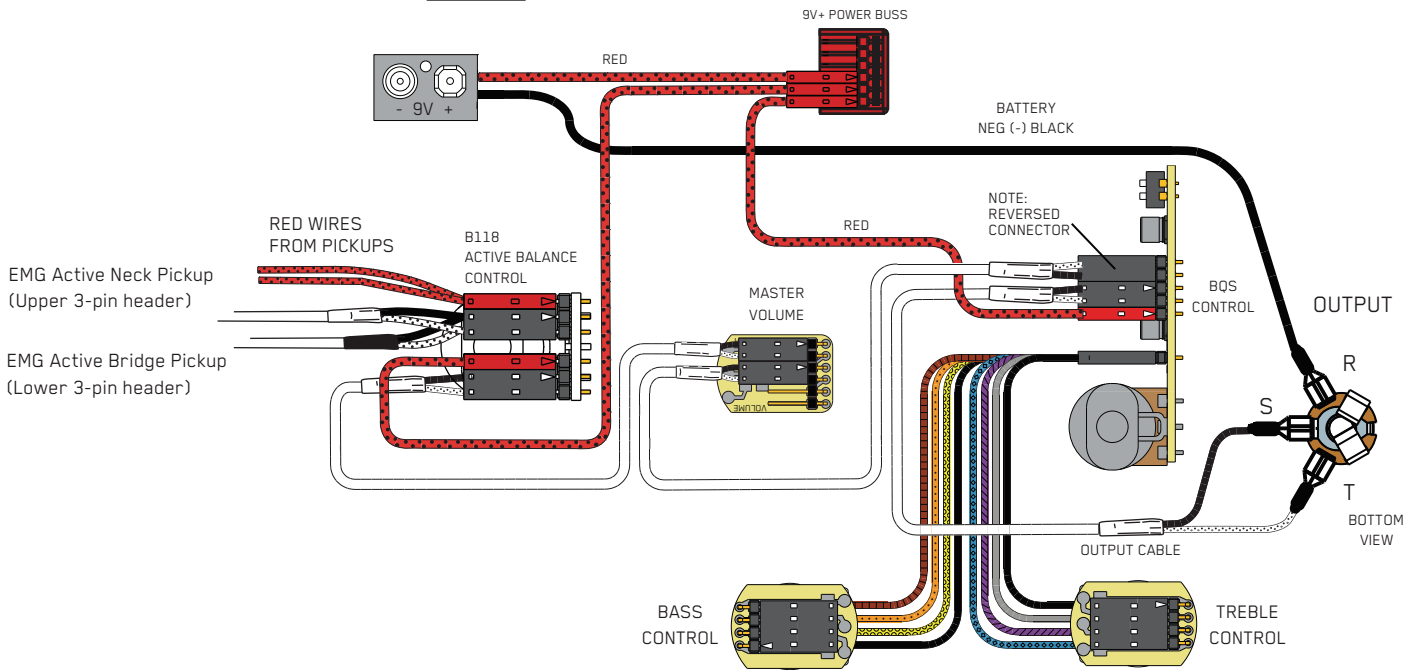 9V+ POWER BUSS
RED
- 9V +
BATTERY
NEG (-) BLACK
NOTE:
REVERSED
CONNECTOR
RED WIRES
FROM PICKUPS
B118
ACTIVE BALANCE
CONTROL
RED
EMG Active Neck Pickup
(Upper 3-pin header)
MASTER
VOLUME
BQS
CONTROL
OUTPUT
EMG Active Bridge Pickup
(Lower 3-pin header)
R
VOLUME
S
T
BOTTOM
VIEW
OUTPUT CABLE
BASS
CONTROL
TREBLE
CONTROL